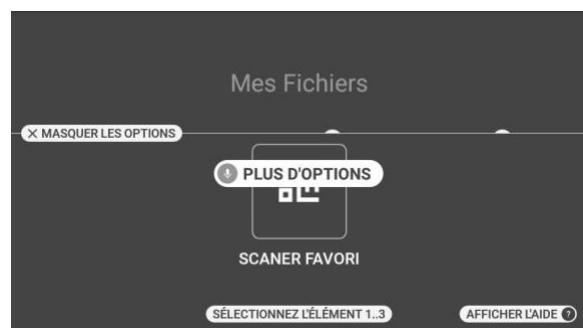 Mes Fichiers
MASQUER LES OPTIONS
PLUS D'OPTIONS
SCANER FAVORI
SÉLECTIONNEZ L'ÉLÉMENT 1..3
AFFICHER L'AIDE ?